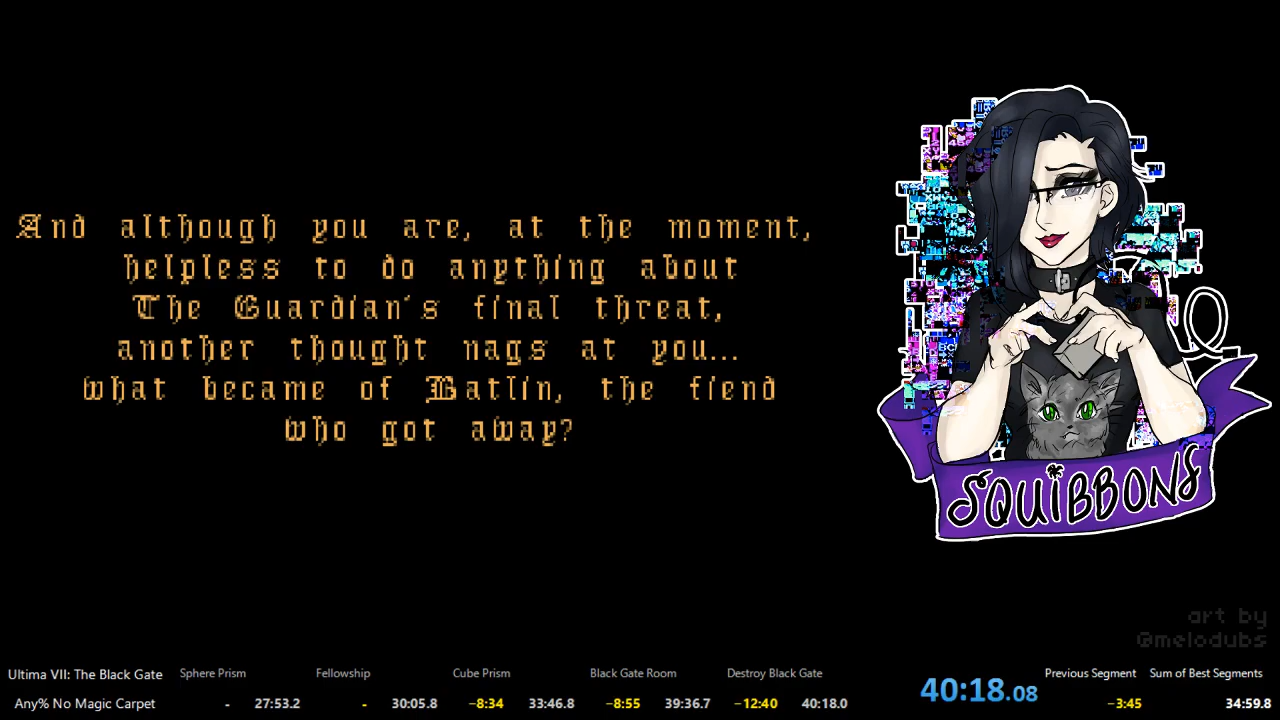 And although you are, at the moment,
helpless to do anything about
The Guardian's final threat,
another thought nags at you...
what became of Batlin, the fiend
who got away?
SQUIBBONS
art by
@melodubs
Ultima VII: The Black Gate Sphere Prism Fellowship Cube Prism Black Gate Room Destroy Black Gate 40:18.08 Previous Segment Sum of Best Segments
Any% No Magic Carpet - 27:53.2 - 30:05.8 -8:34 33:46.8 -8:55 39:36.7 -12:40 40:18.0 -3:45 34:59.8